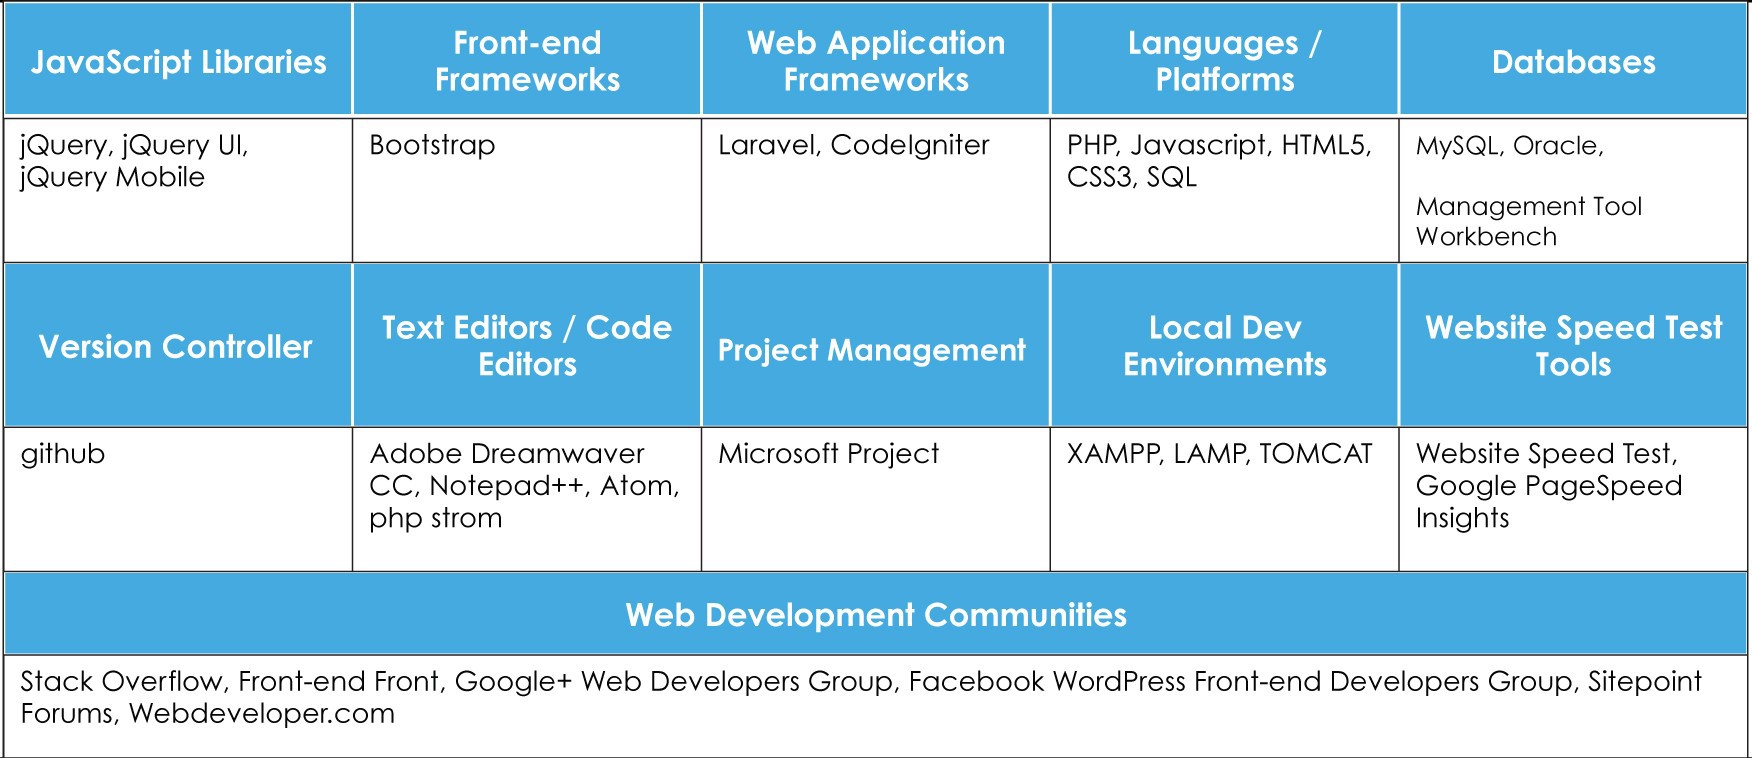 JavaScript Libraries
Front-end
Frameworks
Web Application
Frameworks
Languages /
Platforms
Databases
jQuery, jQuery UI,
jQuery Mobile
Bootstrap
Laravel, CodeIgniter
PHP, Javascript, HTML5,
CSS3, SQL
MySQL, Oracle,
Management Tool
Workbench
Version Controller
Text Editors / Code
Editors
Project Management
Local Dev
Environments
Website Speed Test
Tools
github
Adobe Dreamwaver
CC, Notepad++, Atom,
php strom
Microsoft Project
XAMPP, LAMP, TOMCAT
Website Speed Test,
Google PageSpeed
Insights
Web Development Communities
Stack Overflow, Front-end Front, Google+ Web Developers Group, Facebook WordPress Front-end Developers Group, Sitepoint
Forums, Webdeveloper.com